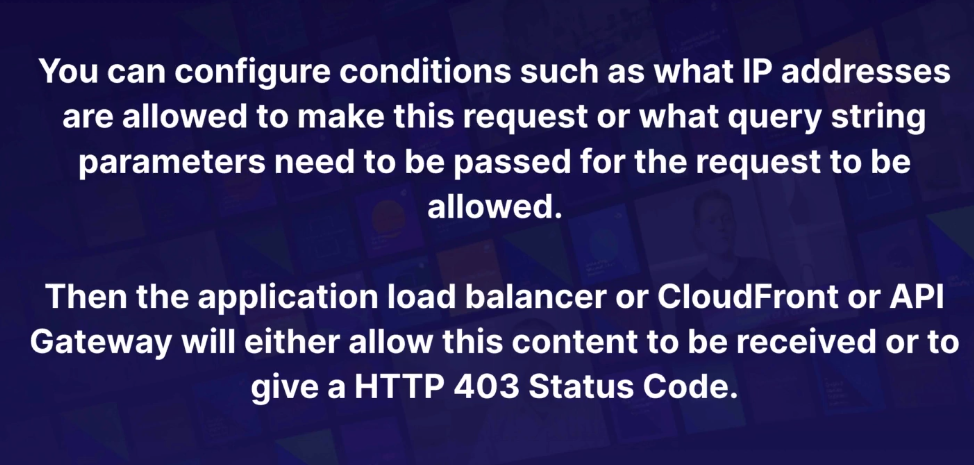 You can configure conditions such as what IP addresses
are allowed to make this request or what query string
parameters need to be passed for the request to be
allowed.
Then the application load balancer or CloudFront or API
Gateway will either allow this content to be received or to
give a HTTP 403 Status Code.